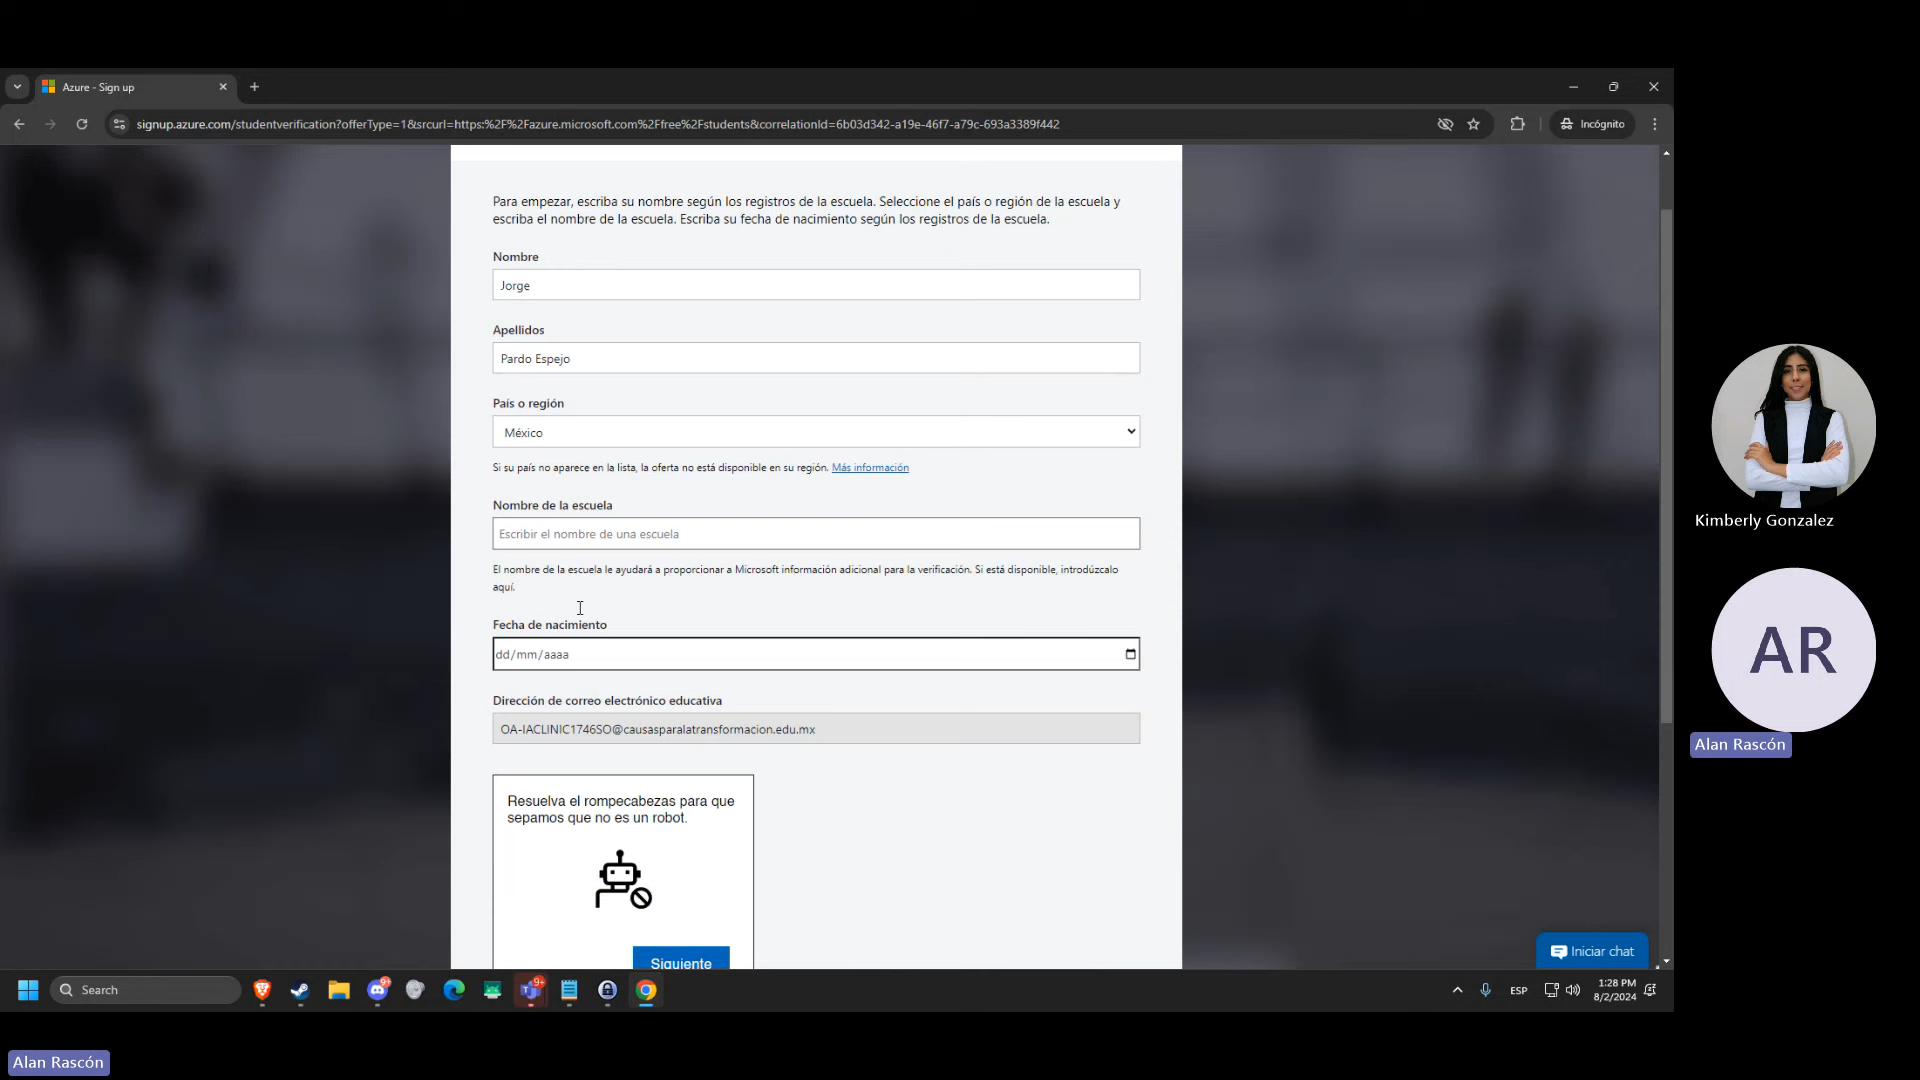 Azure - Sign up
signup.azure.com/studentverification?offerType=1&srcurl=https:%2F%2Fazure.microsoft.com%2Ffree%2Fstudents&correlationId=6b03d342-a19e-46f7-a79c-693a3389f442
Incógnito
Para empezar, escriba su nombre según los registros de la escuela. Seleccione el país o región de la escuela y
escriba el nombre de la escuela. Escriba su fecha de nacimiento según los registros de la escuela.
Nombre
Jorge
Apellidos
Pardo Espejo
País o región
México
Si su país no aparece en la lista, la oferta no está disponible en su región. Más información
Nombre de la escuela
Escribir el nombre de una escuela
El nombre de la escuela le ayudará a proporcionar a Microsoft información adicional para la verificación. Si está disponible, introdúzcalo
aquí.
Fecha de nacimiento
dd/mm/aaaa
Dirección de correo electrónico educativa
OA-IACLINIC1746SO@causasparalatransformacion.edu.mx
Resuelva el rompecabezas para que
sepamos que no es un robot.
Siguiente
Iniciar chat
Kimberly Gonzalez
AR
Alan Rascón
Search
9+
9+
ESP
1:28 PM
8/2/2024
Alan Rascón